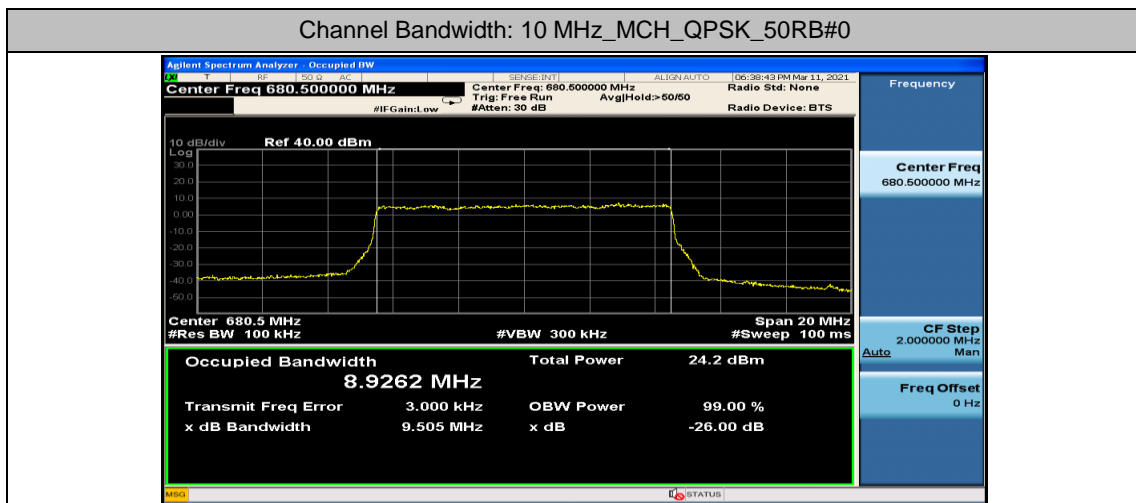 Channel Bandwidth: 10 MHz_MCH_QPSK_50RB#0
Agilent Spectrum Analyzer - Occupied BW
LXI T RF 50 Ω AC SENSE:INT ALIGN AUTO 06:38:43 PM Mar 11, 2021
Center Freq 680.500000 MHz
Center Freq: 680.500000 MHz
Radio Std: None
Trig: Free Run Avg|Hold:>50/50
#IFGain:Low #Atten: 30 dB Radio Device: BTS
10 dB/div Ref 40.00 dBm
Log
30.0
20.0
10.0
0.00
-10.0
-20.0
-30.0
-40.0
-50.0
Center 680.5 MHz Span 20 MHz
#Res BW 100 kHz #VBW 300 kHz #Sweep 100 ms
Occupied Bandwidth Total Power 24.2 dBm
8.9262 MHz
Transmit Freq Error 3.000 kHz OBW Power 99.00 %
x dB Bandwidth 9.505 MHz x dB -26.00 dB
Frequency
Center Freq
680.500000 MHz
CF Step
2.000000 MHz
Auto Man
Freq Offset
0 Hz
MSG STATUS